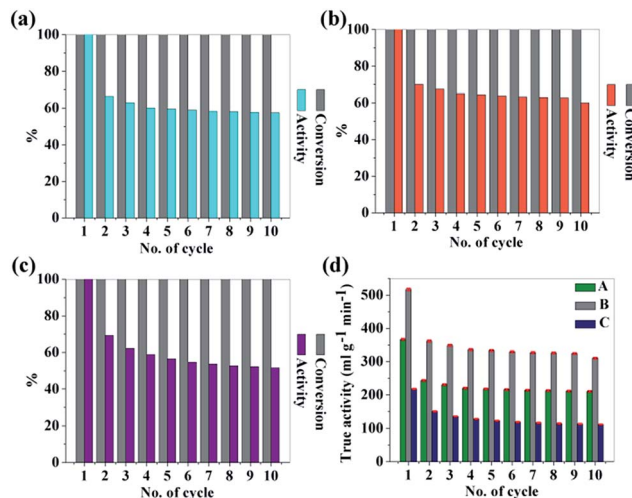 (a)
100
80
60
40
20
0
%
1 2 3 4 5 6 7 8 9 10
No. of cycle
Activity
Conversion
(b)
100
80
60
40
20
0
%
1 2 3 4 5 6 7 8 9 10
No. of cycle
Activity
Conversion
(c)
100
80
60
40
20
0
%
1 2 3 4 5 6 7 8 9 10
No. of cycle
Activity
Conversion
(d)
A
B
C
500
400
300
200
100
0
True activity (ml g⁻¹ min⁻¹)
1 2 3 4 5 6 7 8 9 10
No. of cycle